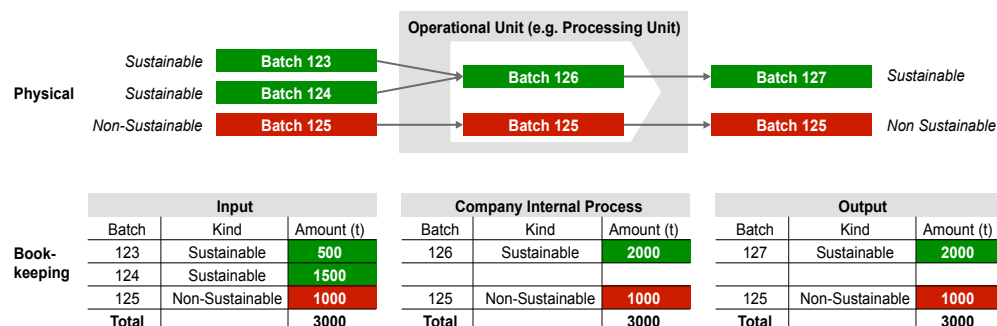 Operational Unit (e.g. Processing Unit)
Sustainable Batch 123
Batch 126 Batch 127 Sustainable
Physical Sustainable Batch 124
Non-Sustainable Batch 125 Batch 125 Batch 125 Non Sustainable
Input Company Internal Process Output
Batch Kind Amount (t) Batch Kind Amount (t) Batch Kind Amount (t)
Book- 123 Sustainable 500 126 Sustainable 2000 127 Sustainable 2000
keeping 124 Sustainable 1500
125 Non-Sustainable 1000 125 Non-Sustainable 1000 125 Non-Sustainable 1000
Total 3000 Total 3000 Total 3000